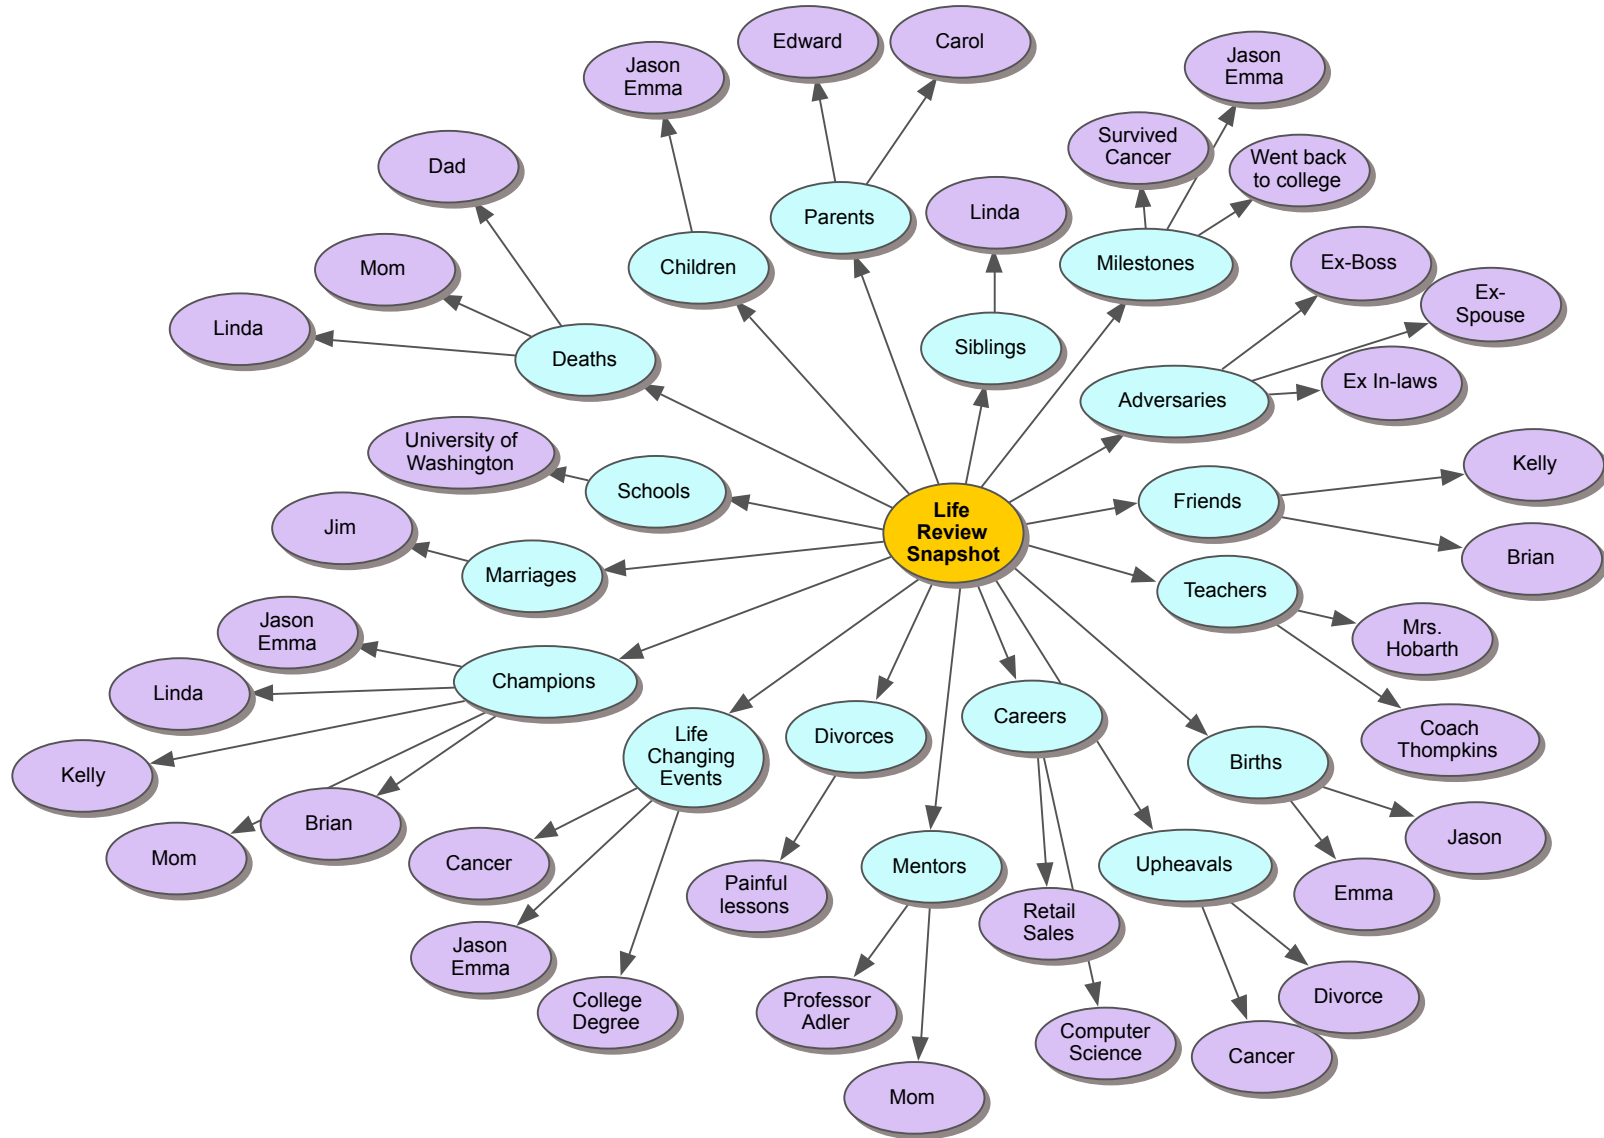 Edward
Carol
Jason
Emma
Jason
Emma
Dad
Survived
Cancer
Went back
to college
Parents
Linda
Mom
Children
Milestones
Ex-Boss
Linda
Ex-
Spouse
Deaths
Siblings
Adversaries
Ex In-laws
University of
Washington
Schools
Kelly
Friends
Life
Review
Snapshot
Jim
Marriages
Brian
Teachers
Jason
Emma
Mrs.
Hobarth
Linda
Champions
Careers
Life
Changing
Events
Divorces
Coach
Thompkins
Births
Kelly
Brian
Mom
Cancer
Mentors
Upheavals
Jason
Emma
Painful
lessons
Retail
Sales
Jason
Emma
College
Degree
Professor
Adler
Divorce
Computer
Science
Cancer
Mom